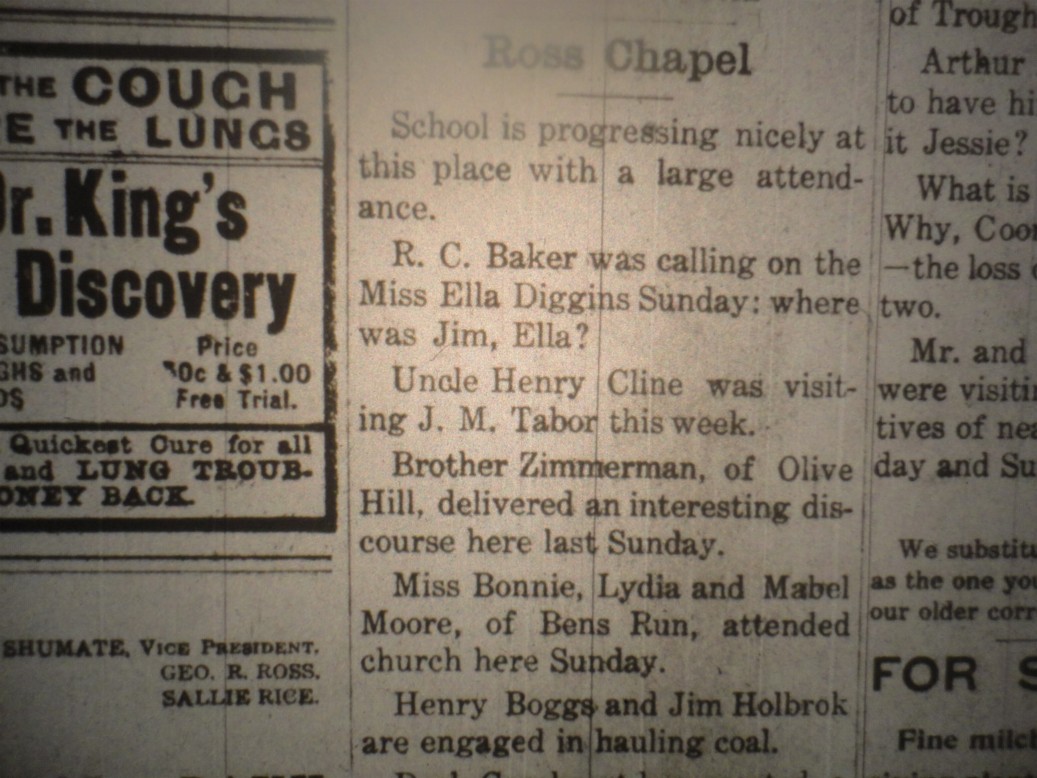 THE COUGH
THE LUNGS
Dr. King's
Discovery
Price
GHS and 50c & $1.00
Free Trial.
Quickest Cure for all
and LUNG TROUB-
BACK.
SHUMATE, VICE PRESIDENT.
GEO. R. ROSS.
SALLIE RICE.
Ross Chapel
School is progressing nicely at
this place with a large attend-
ance.
R. C. Baker was calling on the
Miss Ella Diggins Sunday: where
was Jim, Ella?
Uncle Henry Cline was visit-
ing J. M. Tabor this week.
Brother Zimmerman, of Olive
Hill, delivered an interesting dis-
course here last Sunday.
Miss Bonnie, Lydia and Mabel
Moore, of Bens Run, attended
church here Sunday.
Henry Boggs and Jim Holbrok
are engaged in hauling coal.
of Trough
Arthur
to have hi
it Jessie?
What is
Why, Coo
—the loss
two.
Mr. and
were visiti
tives of nea
day and Su
We substitu
as the one you
our older corr
FOR S
Fine milch